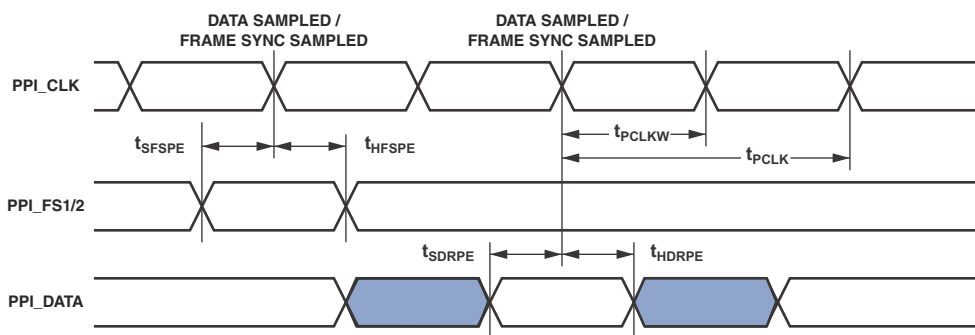 DATA SAMPLED /
FRAME SYNC SAMPLED
DATA SAMPLED /
FRAME SYNC SAMPLED
PPI_CLK
tSFSPE
tHFSPE
tPCLKW
tPCLK
PPI_FS1/2
tSDRPE
tHDRPE
PPI_DATA